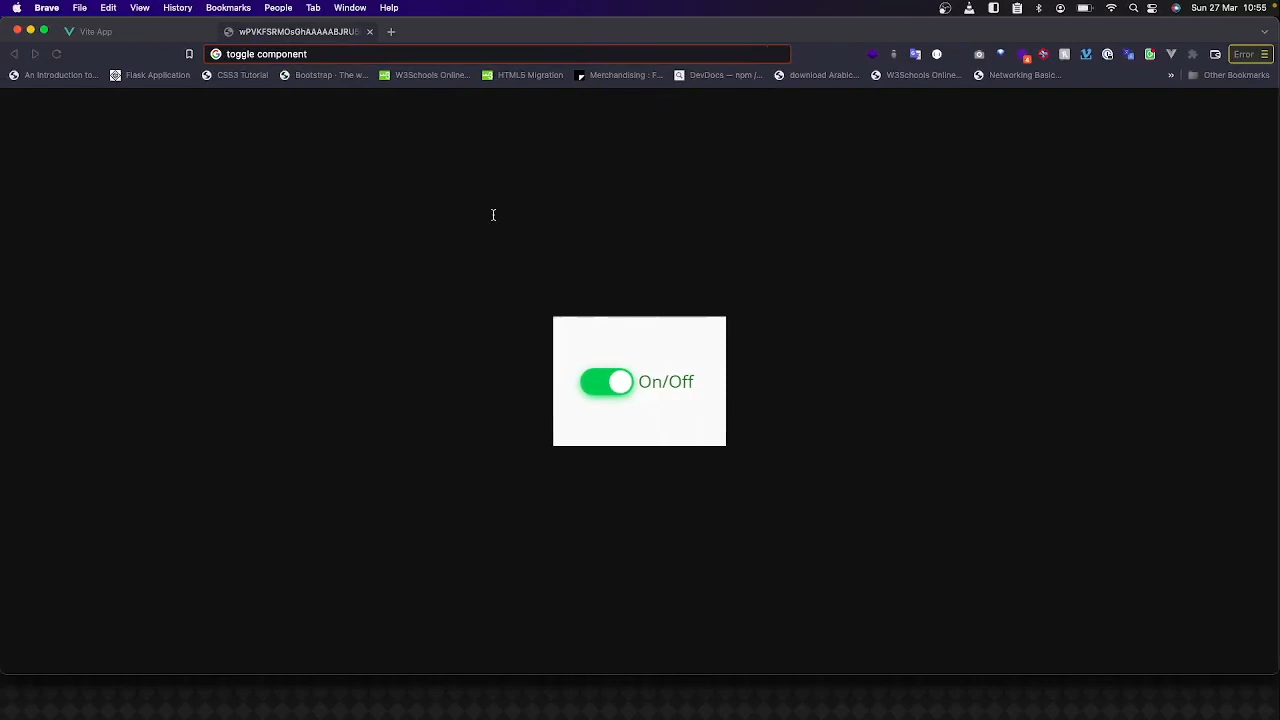 Brave File Edit View History Bookmarks People Tab Window Help Sun 27 Mar 10:55
Vite App wPVKFSRMOsGhAAAAABJRU5
toggle component Error
An Introduction to... Flask Application CSS3 Tutorial Bootstrap · The w... W3Schools Online... HTML5 Migration Merchandising : F... DevDocs — npm /... download Arabic... W3Schools Online... Networking Basic... » Other Bookmarks
On/Off